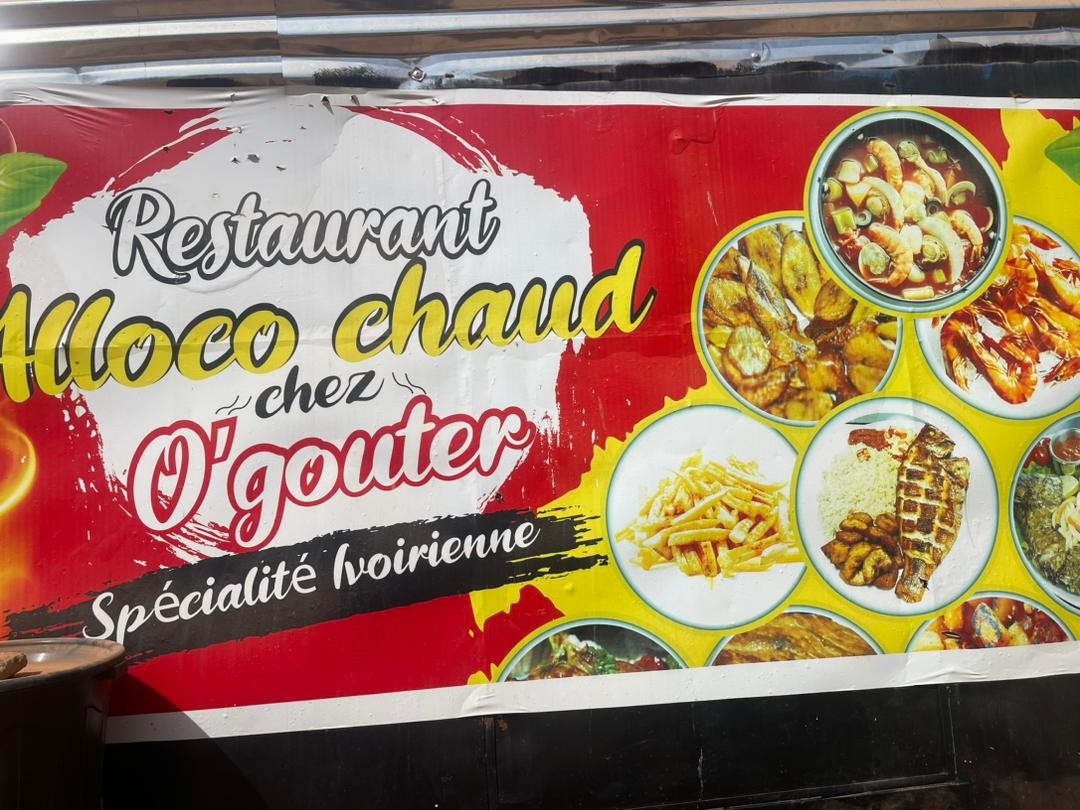 Restaurant
Alloco chaud
chez
O'gouter
Spécialité Ivoirienne